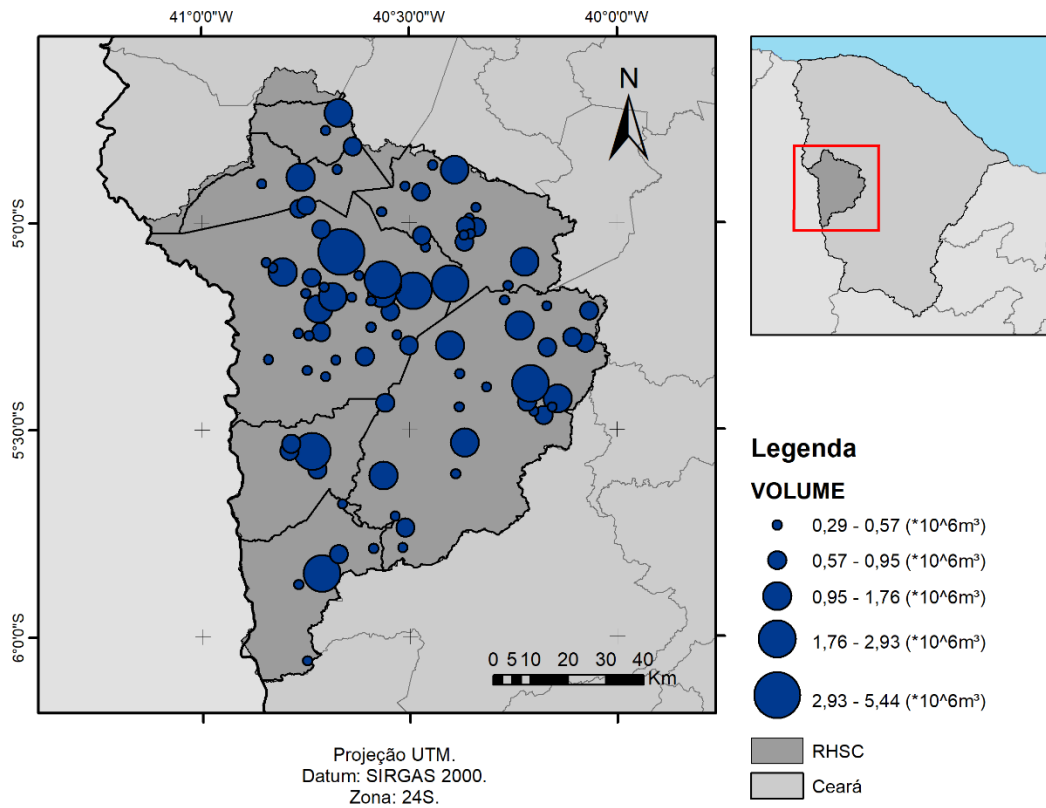 41°0'0"W
40°30'0"W
40°0'0"W
N
5°0'0"S
5°30'0"S
6°0'0"S
0 5 10 20 30 40
Km
Projeção UTM.
Datum: SIRGAS 2000.
Zona: 24S.
Legenda
VOLUME
0,29 - 0,57 (*10^6m³)
0,57 - 0,95 (*10^6m³)
0,95 - 1,76 (*10^6m³)
1,76 - 2,93 (*10^6m³)
2,93 - 5,44 (*10^6m³)
RHSC
Ceará